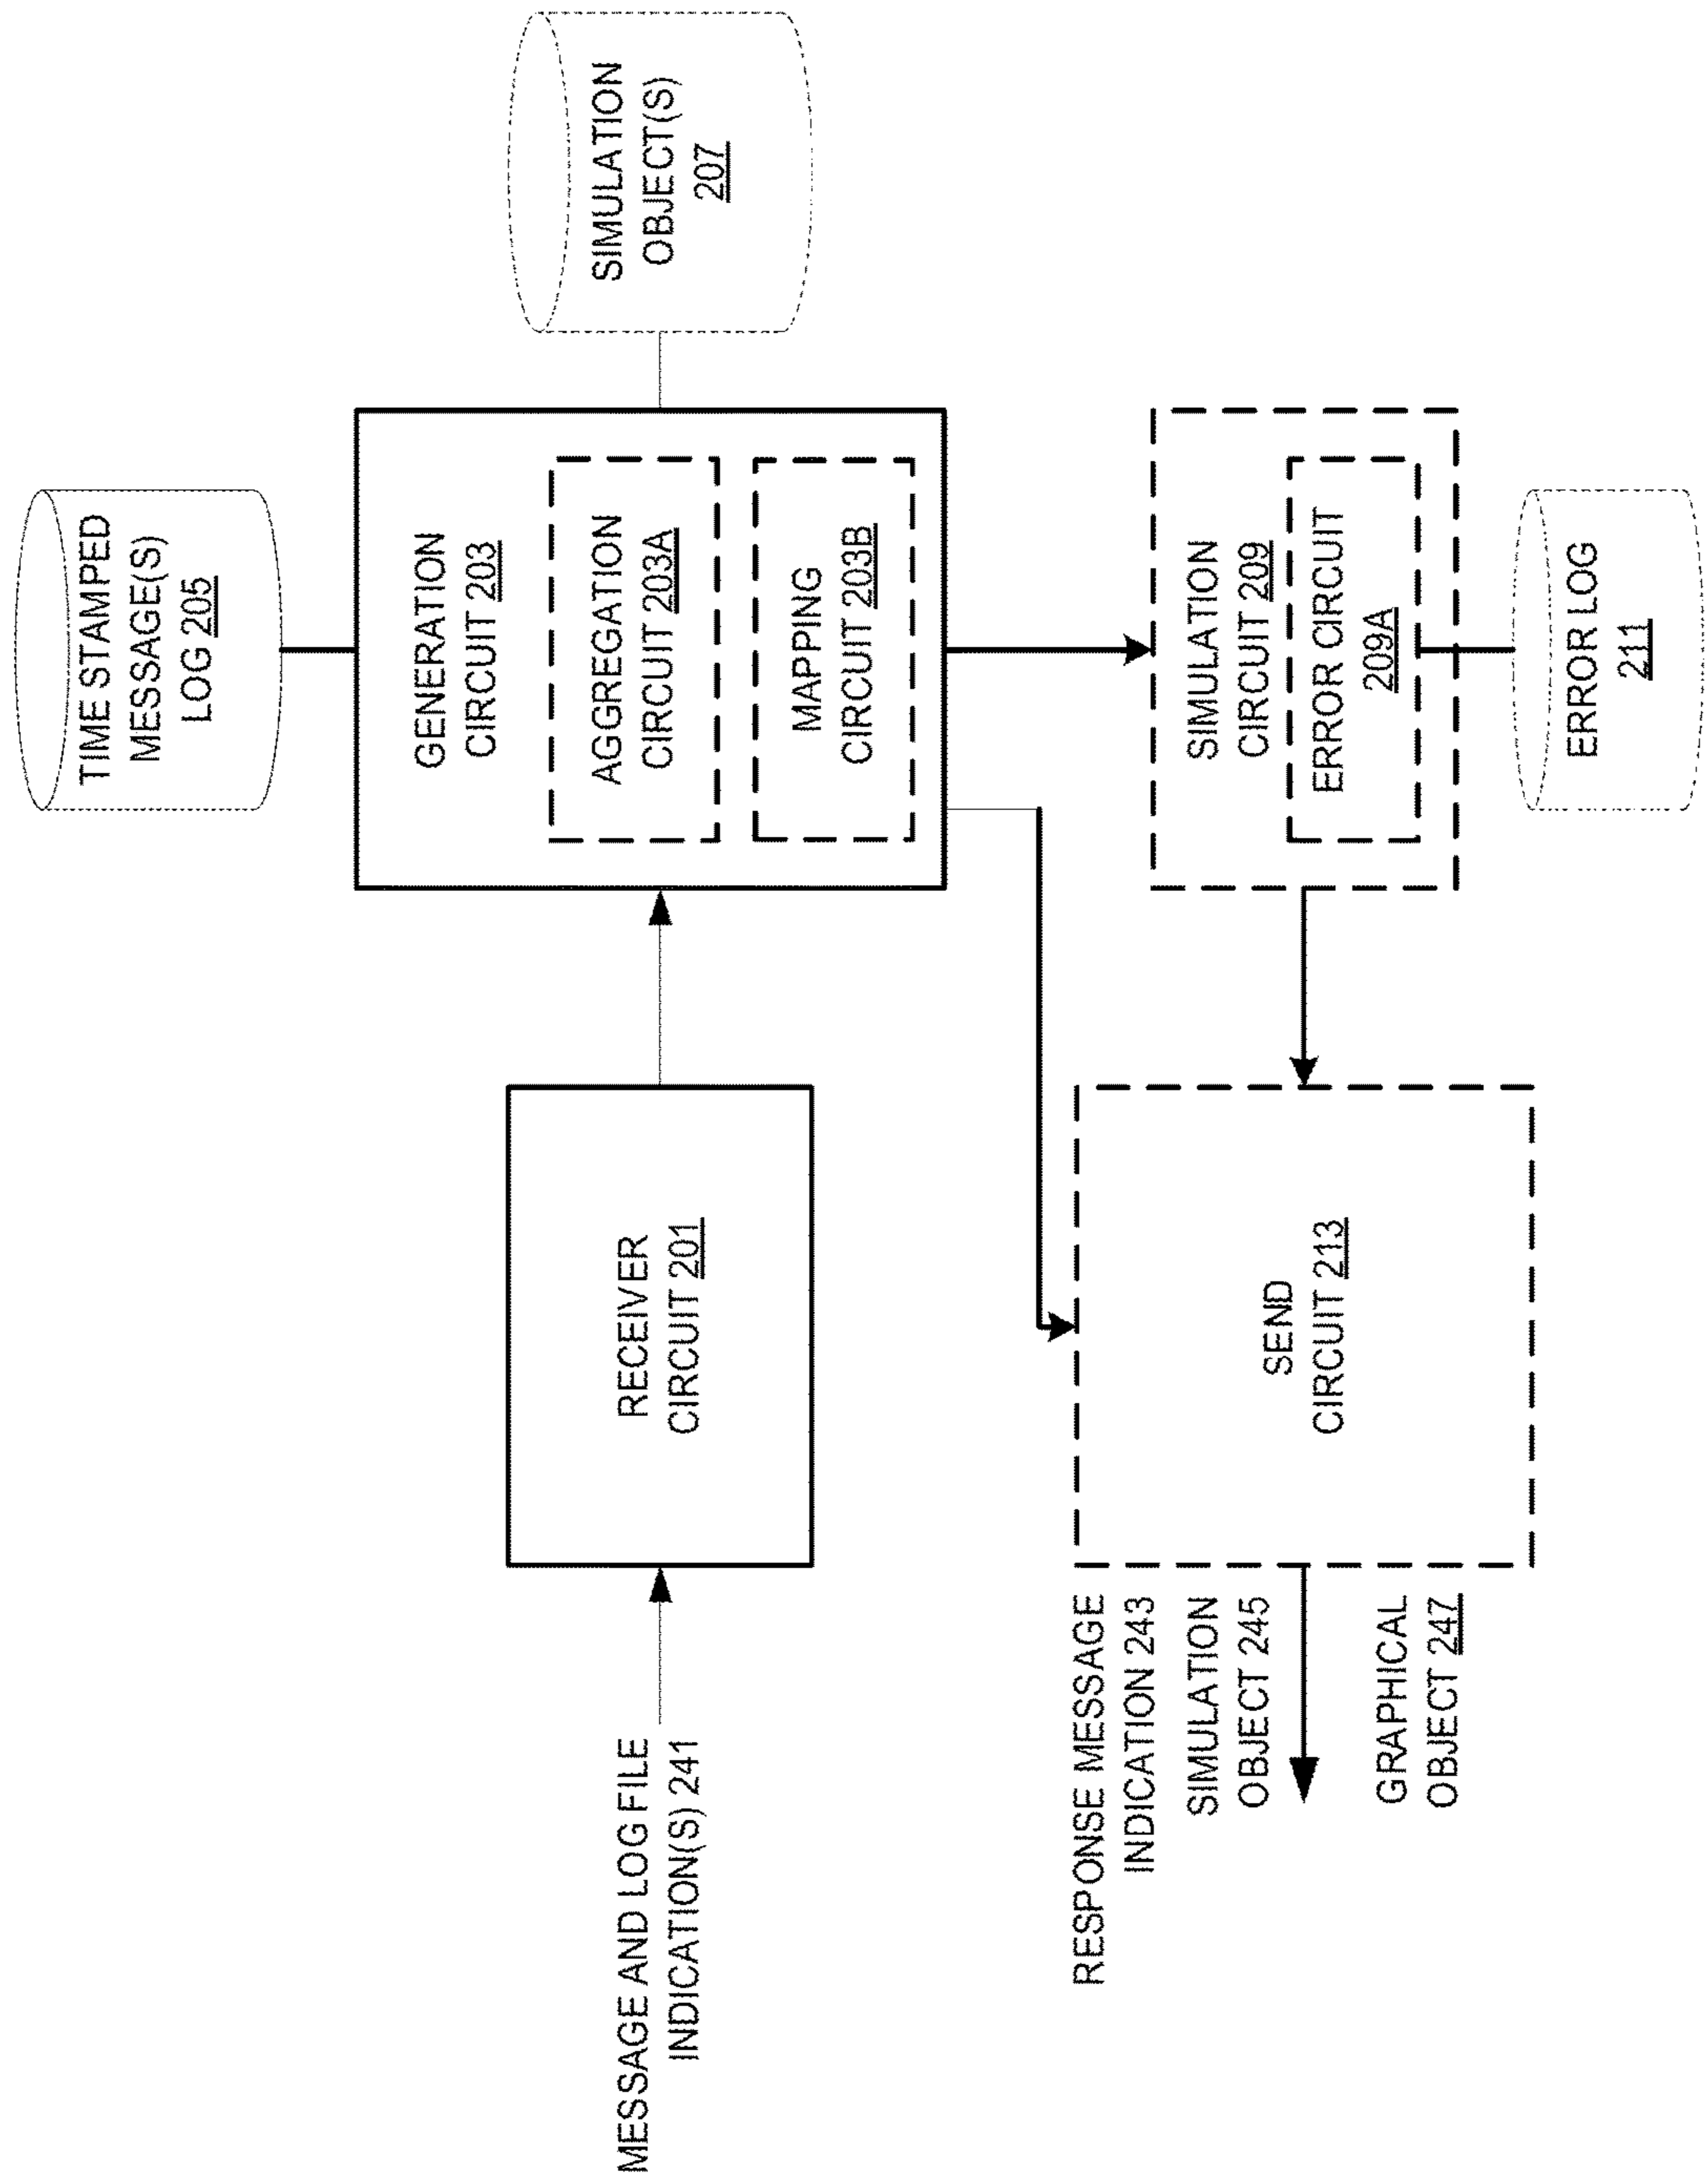 TIME STAMPED
MESSAGE(S)
LOG 205
GENERATION
CIRCUIT 203
AGGREGATION
CIRCUIT 203A
MAPPING
CIRCUIT 203B
SIMULATION
OBJECT(S)
207
MESSAGE AND LOG FILE
INDICATION(S) 241
RECEIVER
CIRCUIT 201
SIMULATION
CIRCUIT 209
ERROR CIRCUIT
209A
ERROR LOG
211
SEND
CIRCUIT 213
RESPONSE MESSAGE
INDICATION 243
SIMULATION
OBJECT 245
GRAPHICAL
OBJECT 247